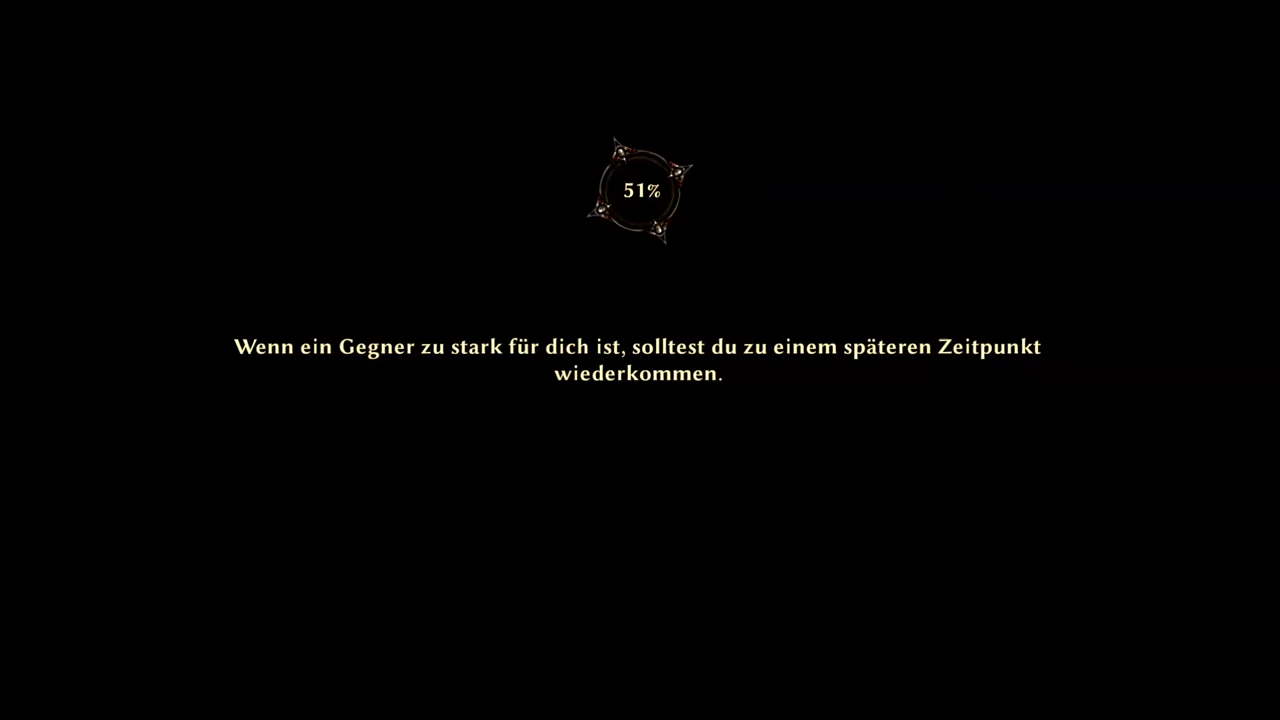 51%
Wenn ein Gegner zu stark für dich ist, solltest du zu einem späteren Zeitpunkt
wiederkommen.